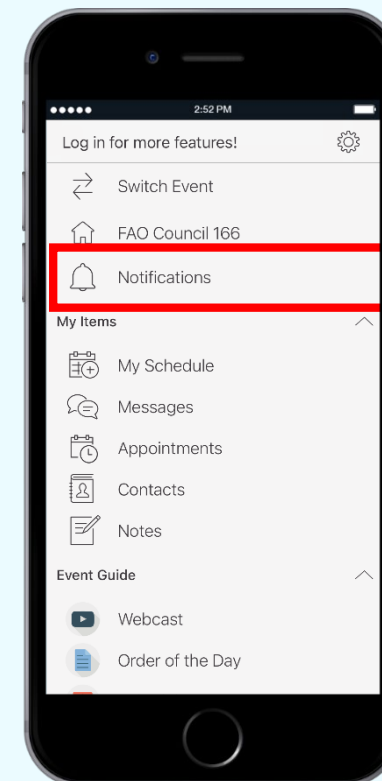 2:52 PM
Log in for more features!
Switch Event
FAO Council 166
Notifications
My Items
My Schedule
Messages
Appointments
Contacts
Notes
Event Guide
Webcast
Order of the Day